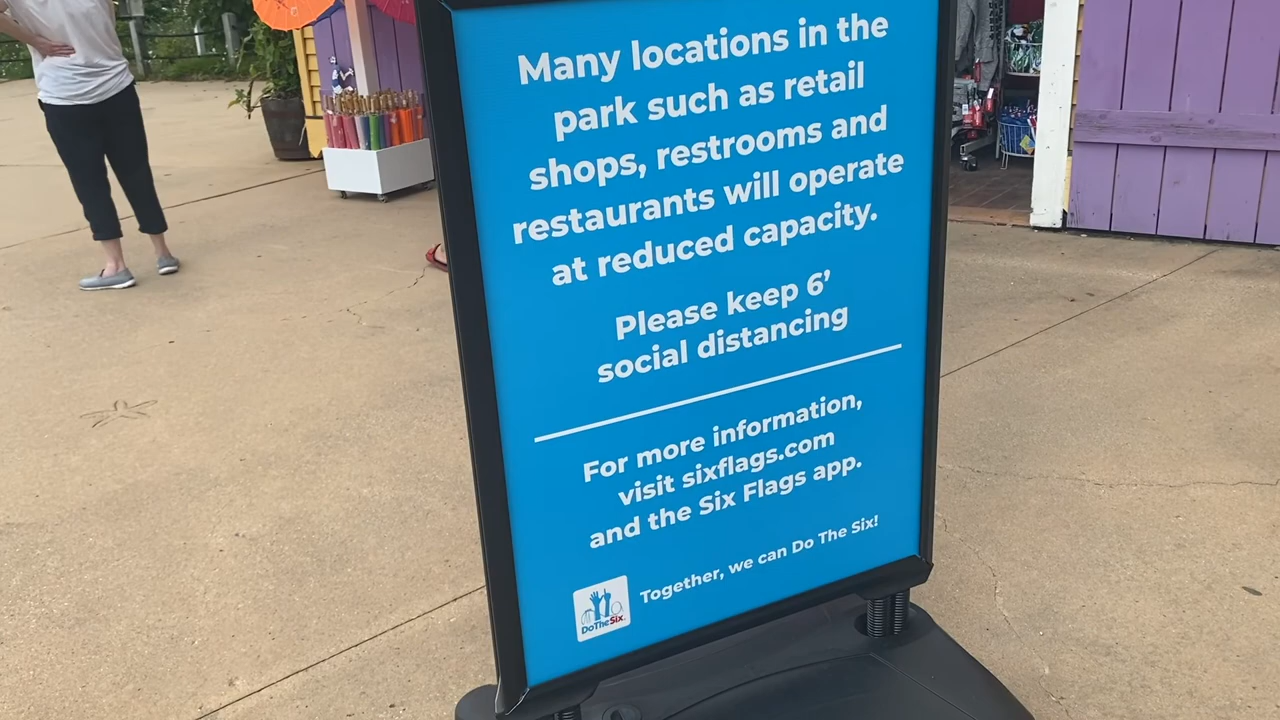 Many locations in the
park such as retail
shops, restrooms and
restaurants will operate
at reduced capacity.
Please keep 6’
social distancing
For more information,
visit sixflags.com
and the Six Flags app.
Together, we can Do The Six!
DoTheSix